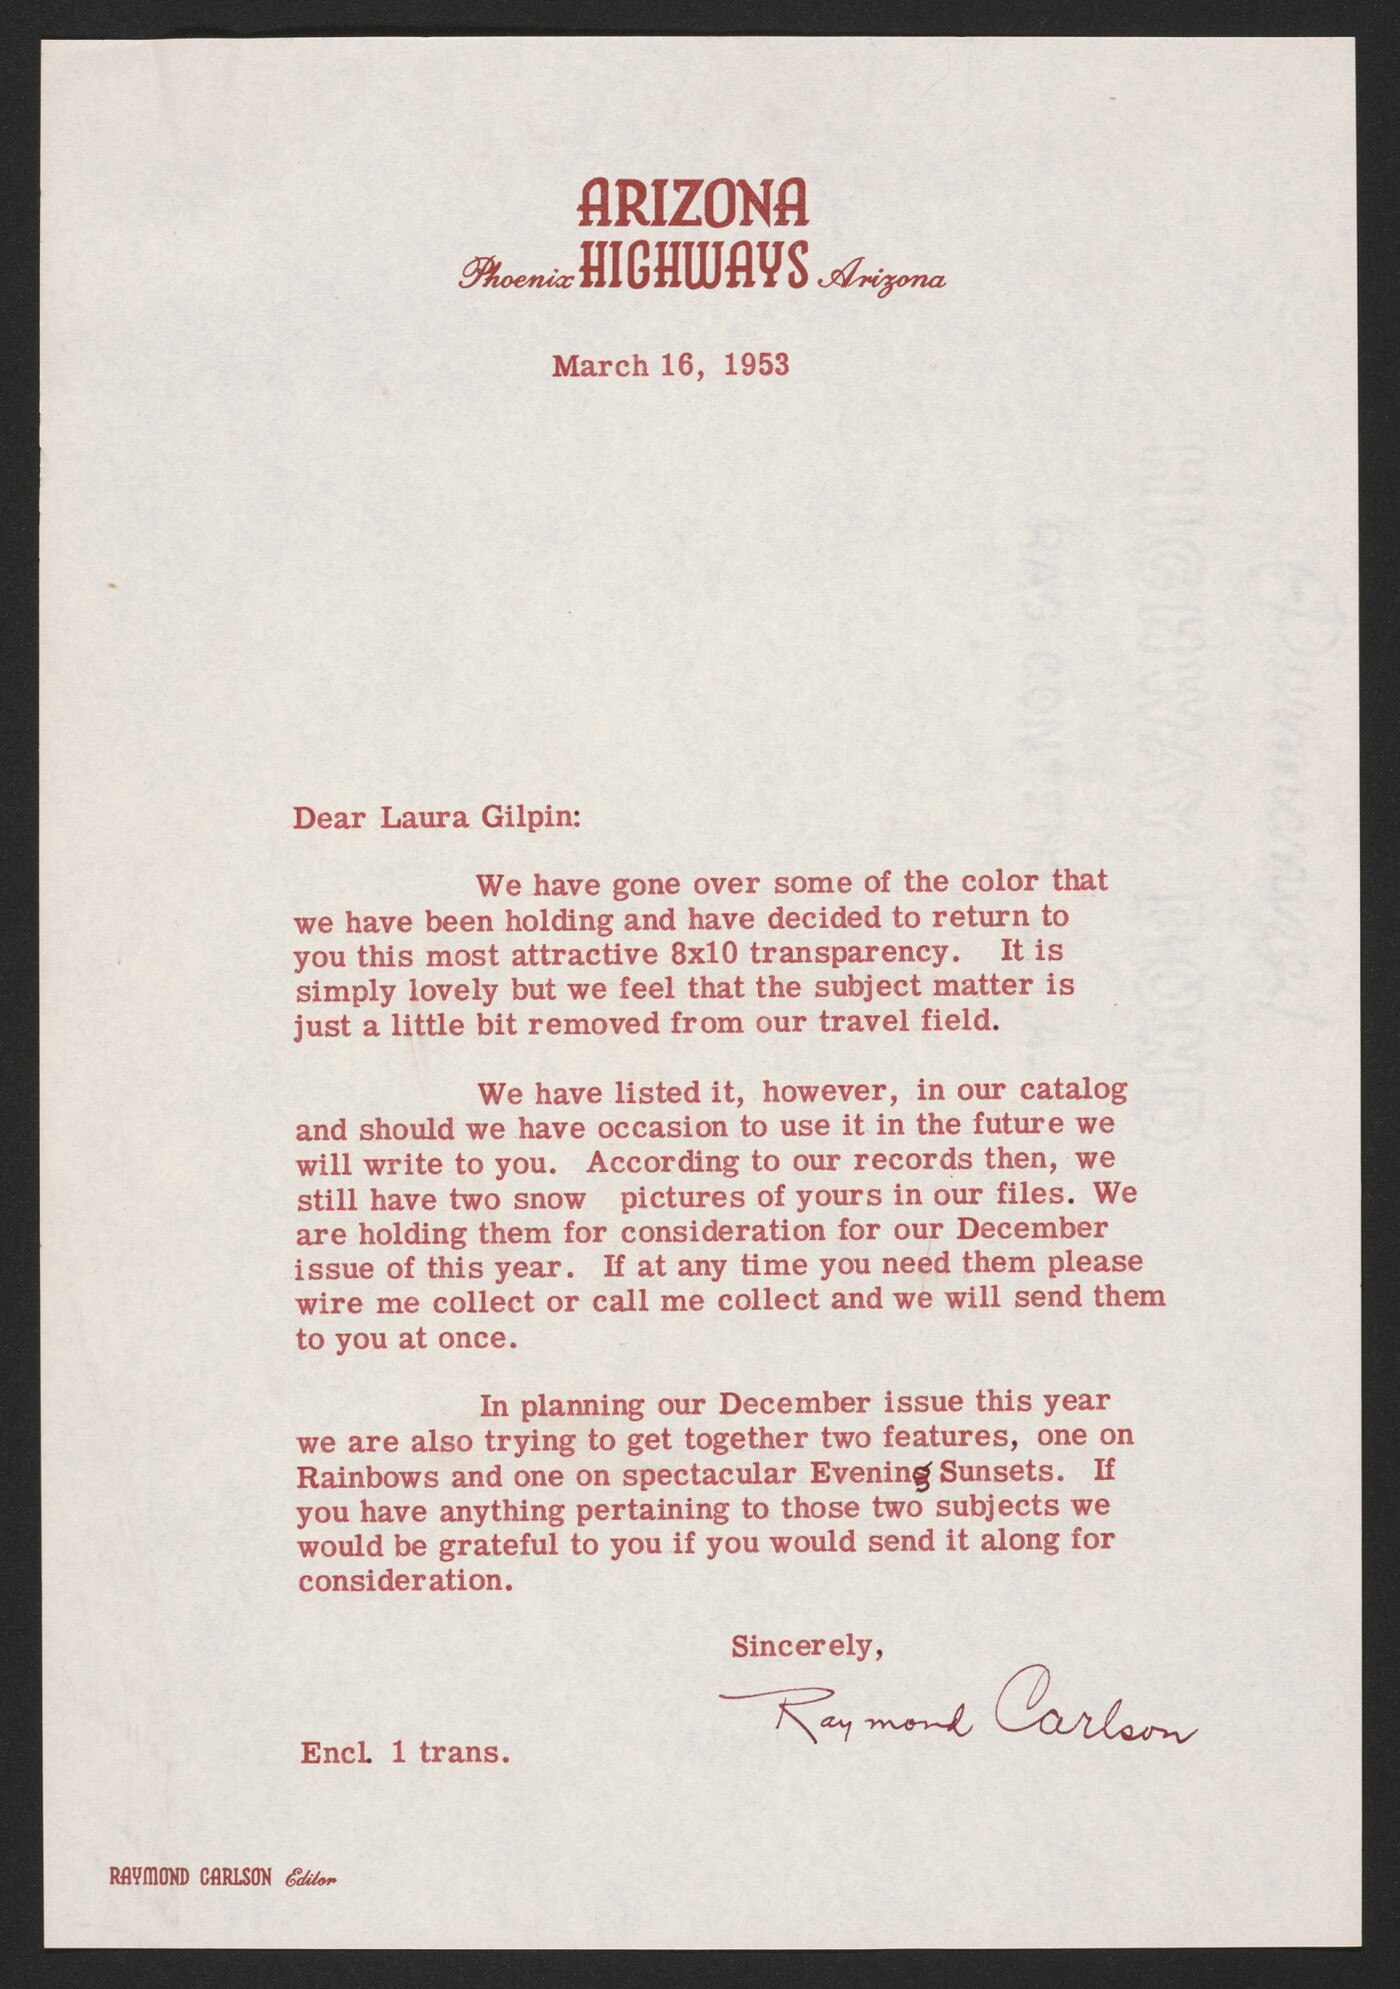 ARIZONA
Phoenix HIGHWAYS Arizona
March 16, 1953
Dear Laura Gilpin:
We have gone over some of the color that
we have been holding and have decided to return to
you this most attractive 8x10 transparency. It is
simply lovely but we feel that the subject matter is
just a little bit removed from our travel field.
We have listed it, however, in our catalog
and should we have occasion to use it in the future we
will write to you. According to our records then, we
still have two snow pictures of yours in our files. We
are holding them for consideration for our December
issue of this year. If at any time you need them please
wire me collect or call me collect and we will send them
to you at once.
In planning our December issue this year
we are also trying to get together two features, one on
Rainbows and one on spectacular Evening Sunsets. If
you have anything pertaining to those two subjects we
would be grateful to you if you would send it along for
consideration.
Sincerely,
Raymond Carlson
Encl. 1 trans.
RAYMOND CARLSON Editor